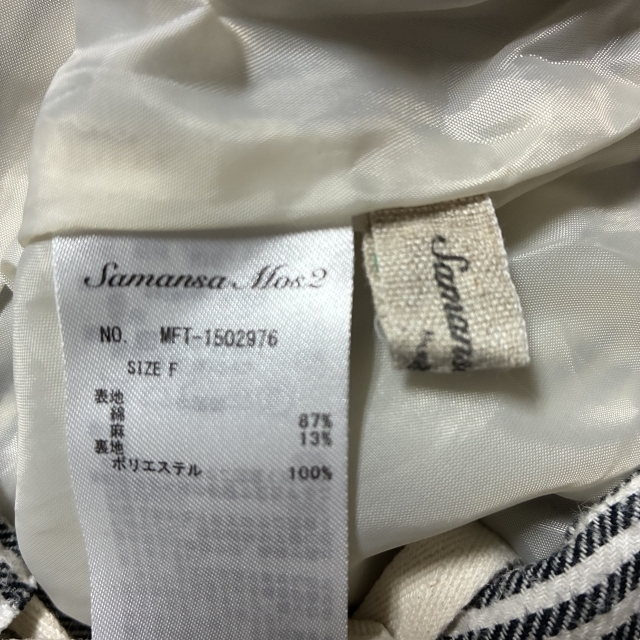 Samansa Mos2
NO. MFT-1502976
SIZE F
表地
綿 87%
麻 13%
裏地
ポリエステル 100%
Samans